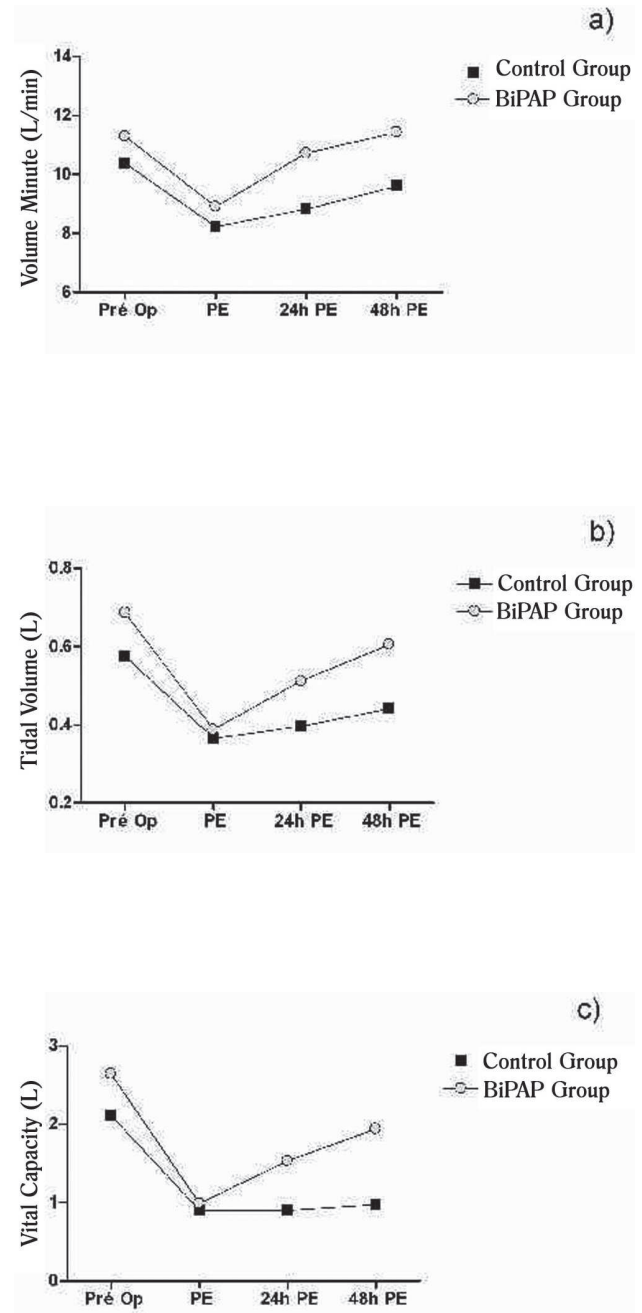 a)
Control Group
BiPAP Group
Volume Minute (L/min)
14
12
10
8
6
Pré Op PE 24h PE 48h PE
b)
Control Group
BiPAP Group
Tidal Volume (L)
0.8
0.6
0.4
0.2
Pré Op PE 24h PE 48h PE
c)
Control Group
BiPAP Group
Vital Capacity (L)
3
2
1
0
Pré Op PE 24h PE 48h PE